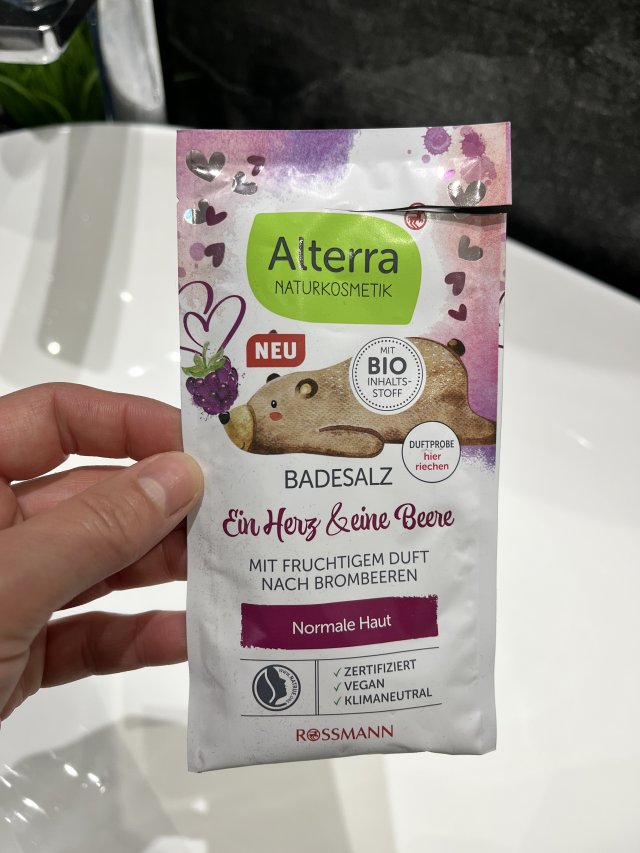 Alterra
NATURKOSMETIK
NEU
MIT
BIO
INHALTS-
STOFF
DUFTPROBE
hier
riechen
BADESALZ
Ein Herz & eine Beere
MIT FRUCHTIGEM DUFT
NACH BROMBEEREN
Normale Haut
✓ ZERTIFIZIERT
✓ VEGAN
✓ KLIMANEUTRAL
ROSSMANN